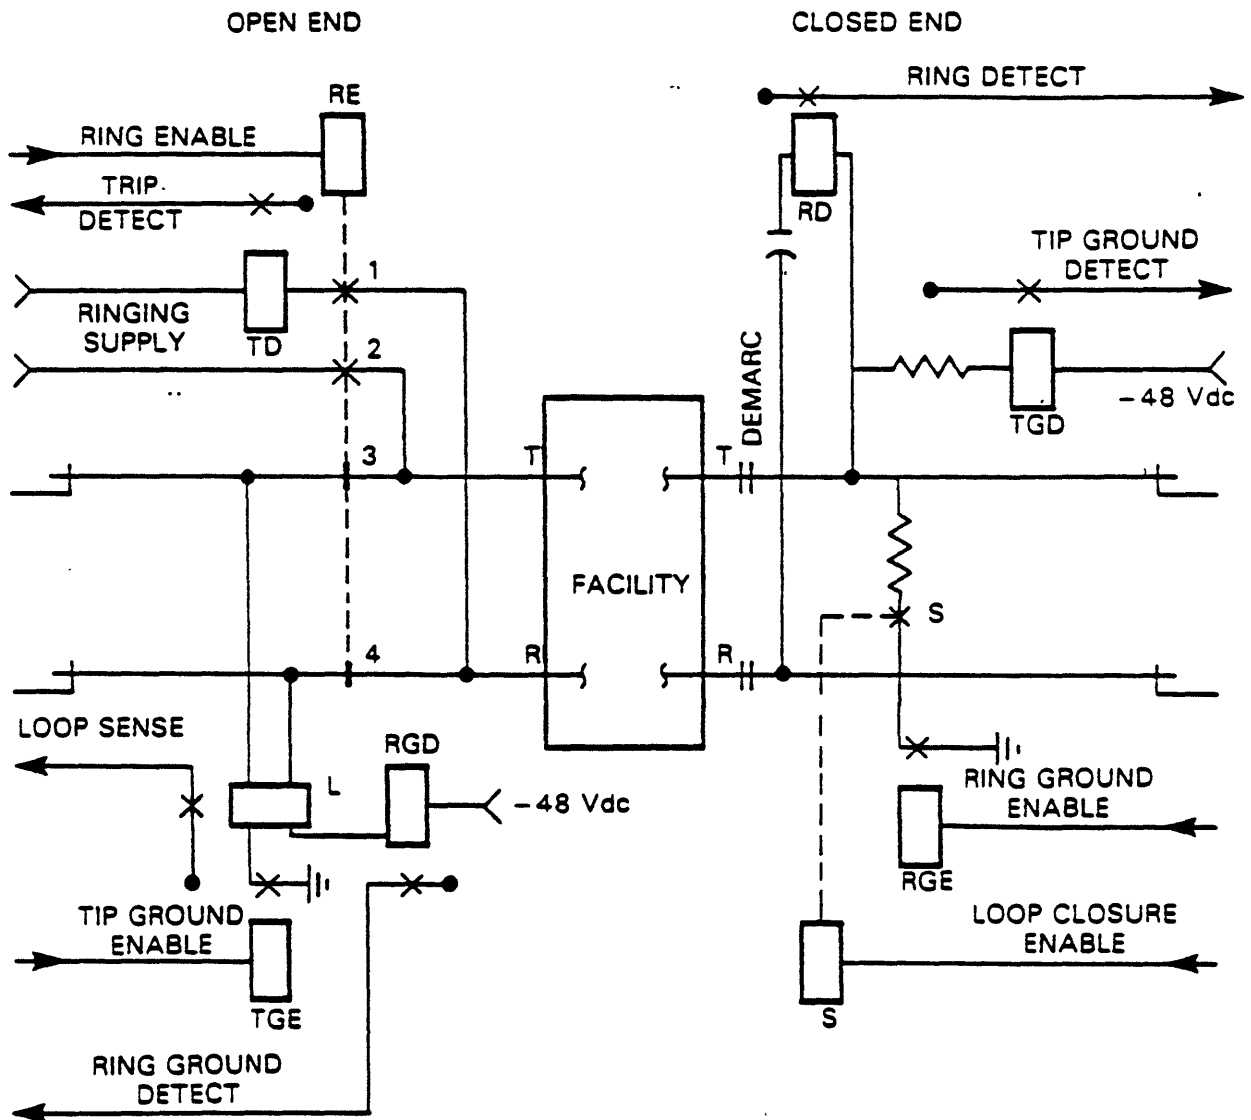 OPEN END
CLOSED END
RING DETECT
RE
RING ENABLE
TRIP
DETECT
RD
TIP GROUND
DETECT
1
RINGING
SUPPLY
TD
2
DEMARC
-48 Vdc
TGD
3
T
T
FACILITY
S
4
R
R
LOOP SENSE
RGD
L
-48 Vdc
RING GROUND
ENABLE
RGE
TIP GROUND
ENABLE
LOOP CLOSURE
ENABLE
TGE
S
RING GROUND
DETECT